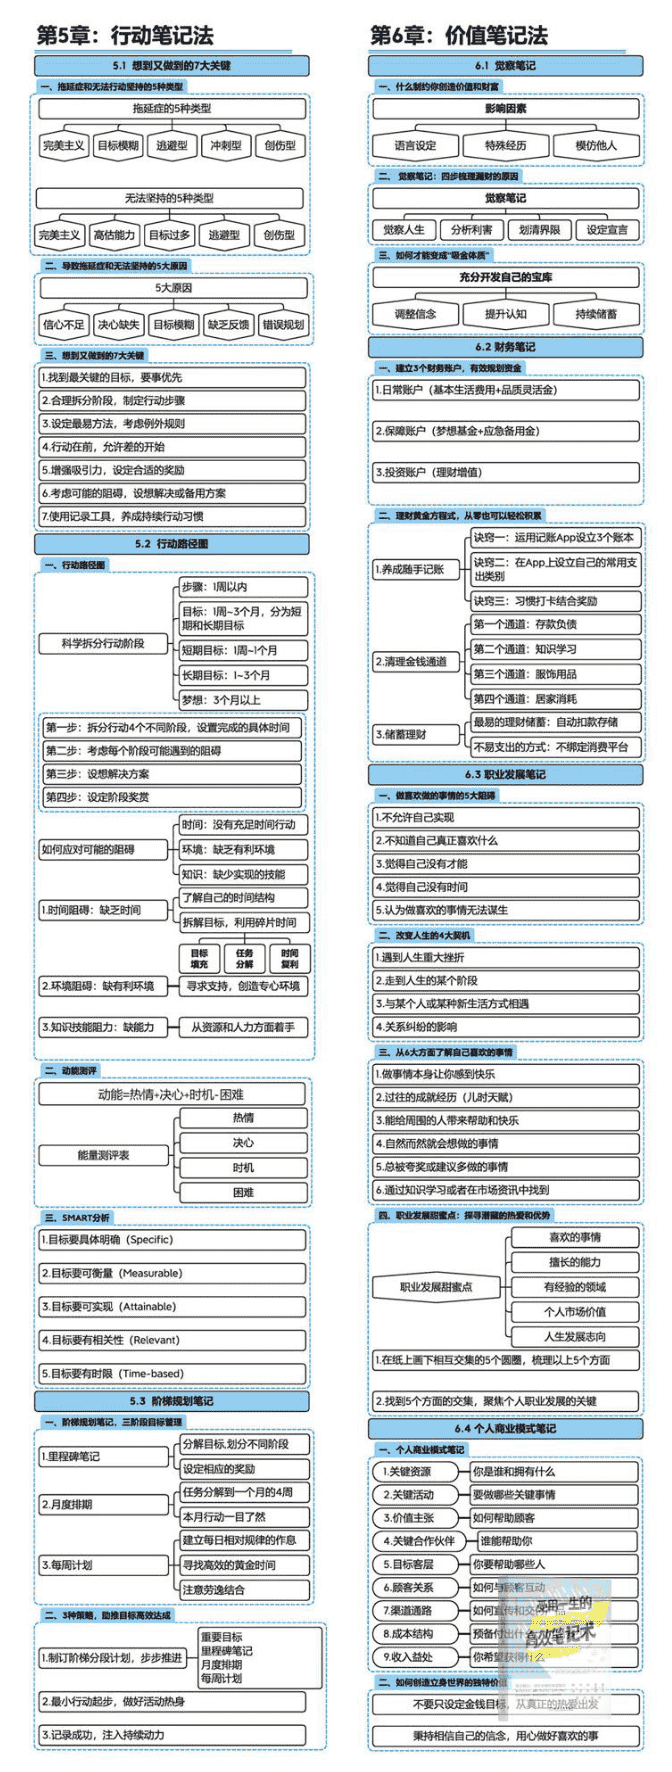 第5章：行动笔记法
5.1 想到又做到的7大关键
一、拖延症和无法行动坚持的5种类型
拖延症的5种类型
完美主义
目标模糊
逃避型
冲刺型
创伤型
无法坚持的5种类型
完美主义
高估能力
目标过多
逃避型
创伤型
二、导致拖延症和无法坚持的5大原因
5大原因
信心不足
决心缺失
目标模糊
缺乏反馈
错误规划
三、想到又做到的7大关键
1.找到最关键的目标，要事优先
2.合理拆分阶段，制定行动步骤
3.设定最易方法，考虑例外规则
4.行动在前，允许差的开始
5.增强吸引力，设定合适的奖励
6.考虑可能的阻碍，设想解决或备用方案
7.使用记录工具，养成持续行动习惯
5.2 行动路径图
一、行动路径图
科学拆分行动阶段
步骤：1周以内
目标：1周~3个月，分为短
期和长期目标
短期目标：1周~1个月
长期目标：1~3个月
梦想：3个月以上
第一步：拆分行动4个不同阶段，设置完成的具体时间
第二步：考虑每个阶段可能遇到的阻碍
第三步：设想解决方案
第四步：设定阶段奖赏
如何应对可能的阻碍
时间：没有充足时间行动
环境：缺乏有利环境
知识：缺少实现的技能
1.时间阻碍：缺乏时间
了解自己的时间结构
拆解目标，利用碎片时间
目标
填充
任务
分解
时间
复利
2.环境阻碍：缺有利环境
寻求支持，创造专心环境
3.知识技能阻力：缺能力
从资源和人力方面着手
二、动能测评
动能=热情+决心+时机-困难
能量测评表
热情
决心
时机
困难
三、SMART分析
1.目标要具体明确（Specific）
2.目标要可衡量（Measurable）
3.目标要可实现（Attainable）
4.目标要有相关性（Relevant）
5.目标要有时限（Time-based）
5.3 阶梯规划笔记
一、阶梯规划笔记，三阶段目标管理
1.里程碑笔记
分解目标,划分不同阶段
设定相应的奖励
2.月度排期
任务分解到一个月的4周
本月行动一目了然
3.每周计划
建立每日相对规律的作息
寻找高效的黄金时间
注意劳逸结合
二、3种策略，助推目标高效达成
1.制订阶梯分段计划，步步推进
重要目标
里程碑笔记
月度排期
每周计划
2.最小行动起步，做好活动热身
3.记录成功，注入持续动力
第6章：价值笔记法
6.1 觉察笔记
一、什么制约你创造价值和财富
影响因素
语言设定
特殊经历
模仿他人
二、觉察笔记：四步梳理漏财的原因
觉察笔记
觉察人生
分析利害
划清界限
设定宣言
三、如何才能变成“吸金体质”
充分开发自己的宝库
调整信念
提升认知
持续储蓄
6.2 财务笔记
一、建立3个财务账户，有效规划资金
1.日常账户（基本生活费用+品质灵活金）
2.保障账户（梦想基金+应急备用金）
3.投资账户（理财增值）
二、理财黄金方程式，从零也可以轻松积累
1.养成随手记账
诀窍一：运用记账App设立3个账本
诀窍二：在App上设立自己的常用支
出类别
诀窍三：习惯打卡结合奖励
2.清理金钱通道
第一个通道：存款负债
第二个通道：知识学习
第三个通道：服饰用品
第四个通道：居家消耗
3.储蓄理财
最易的理财储蓄：自动扣款存储
不易支出的方式：不绑定消费平台
6.3 职业发展笔记
一、做喜欢做的事情的5大阻碍
1.不允许自己实现
2.不知道自己真正喜欢什么
3.觉得自己没有才能
4.觉得自己没有时间
5.认为做喜欢的事情无法谋生
二、改变人生的4大契机
1.遇到人生重大挫折
2.走到人生的某个阶段
3.与某个人或某种新生活方式相遇
4.关系纠纷的影响
三、从6大方面了解自己喜欢的事情
1.做事情本身让你感到快乐
2.过往的成就经历（儿时天赋）
3.能给周围的人带来帮助和快乐
4.自然而然就会想做的事情
5.总被夸奖或建议多做的事情
6.通过知识学习或者在市场资讯中找到
四、职业发展甜蜜点：探寻潜藏的热爱和优势
职业发展甜蜜点
喜欢的事情
擅长的能力
有经验的领域
个人市场价值
人生发展志向
1.在纸上画下相互交集的5个圆圈，梳理以上5个方面
2.找到5个方面的交集，聚焦个人职业发展的关键
6.4 个人商业模式笔记
一、个人商业模式笔记
1.关键资源
你是谁和拥有什么
2.关键活动
要做哪些关键事情
3.价值主张
如何帮助顾客
4.关键合作伙伴
谁能帮助你
5.目标客层
你要帮助哪些人
6.顾客关系
如何与顾客互动
7.渠道通路
如何宣传和交
8.成本结构
预备付出什
9.收入益处
你希望获得什么
受用一生的
高效笔记术
二、如何创造立身世界的独特价值
不要只设定金钱目标，从真正的热爱出发
秉持相信自己的信念，用心做好喜欢的事